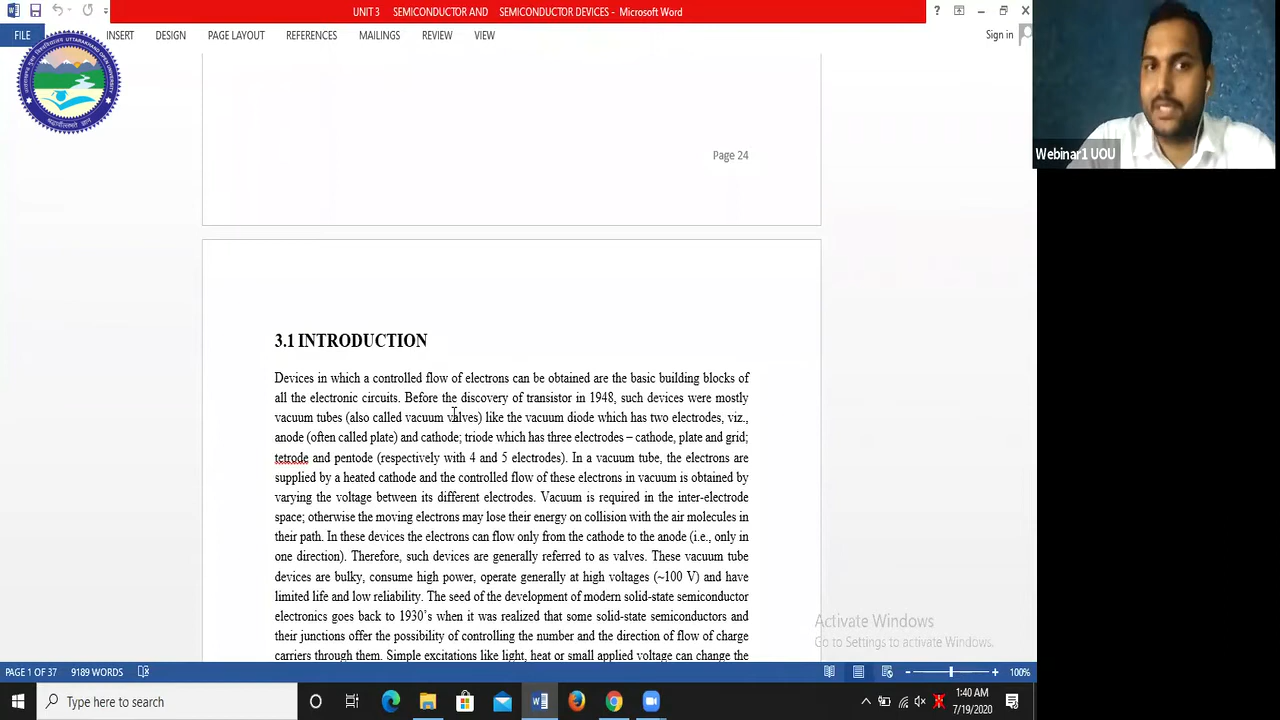 UNIT 3 SEMICONDUCTOR AND SEMICONDUCTOR DEVICES - Microsoft Word
?
FILE INSERT DESIGN PAGE LAYOUT REFERENCES MAILINGS REVIEW VIEW
Sign in
Webinar1 UOU
Page 24
3.1 INTRODUCTION
Devices in which a controlled flow of electrons can be obtained are the basic building blocks of
all the electronic circuits. Before the discovery of transistor in 1948, such devices were mostly
vacuum tubes (also called vacuum valves) like the vacuum diode which has two electrodes, viz.,
anode (often called plate) and cathode; triode which has three electrodes – cathode, plate and grid;
tetrode and pentode (respectively with 4 and 5 electrodes). In a vacuum tube, the electrons are
supplied by a heated cathode and the controlled flow of these electrons in vacuum is obtained by
varying the voltage between its different electrodes. Vacuum is required in the inter-electrode
space; otherwise the moving electrons may lose their energy on collision with the air molecules in
their path. In these devices the electrons can flow only from the cathode to the anode (i.e., only in
one direction). Therefore, such devices are generally referred to as valves. These vacuum tube
devices are bulky, consume high power, operate generally at high voltages (~100 V) and have
limited life and low reliability. The seed of the development of modern solid-state semiconductor
electronics goes back to 1930’s when it was realized that some solid-state semiconductors and
their junctions offer the possibility of controlling the number and the direction of flow of charge
carriers through them. Simple excitations like light, heat or small applied voltage can change the
Activate Windows
Go to Settings to activate Windows.
PAGE 1 OF 37 9189 WORDS
100%
Type here to search
1:40 AM
7/19/2020